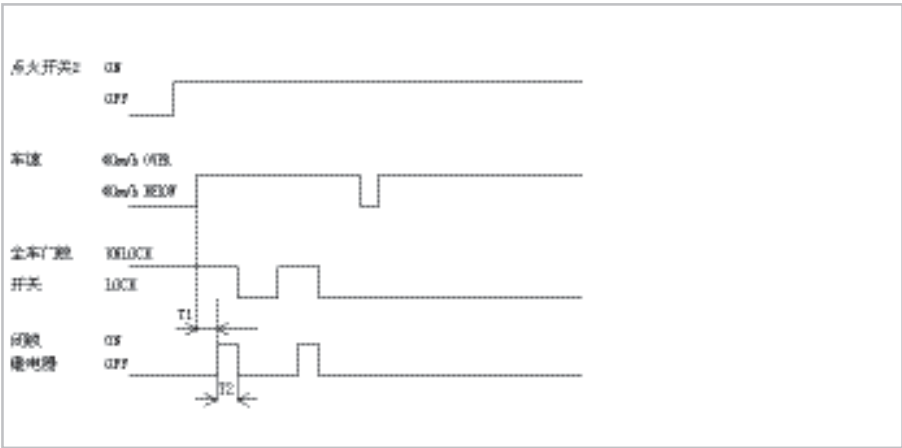 点火开关2 ON
OFF
车速 40km/h OVER
40km/h BELOW
全车门锁 UNLOCK
开关 LOCK
T1
闭锁 ON
继电器 OFF
T2